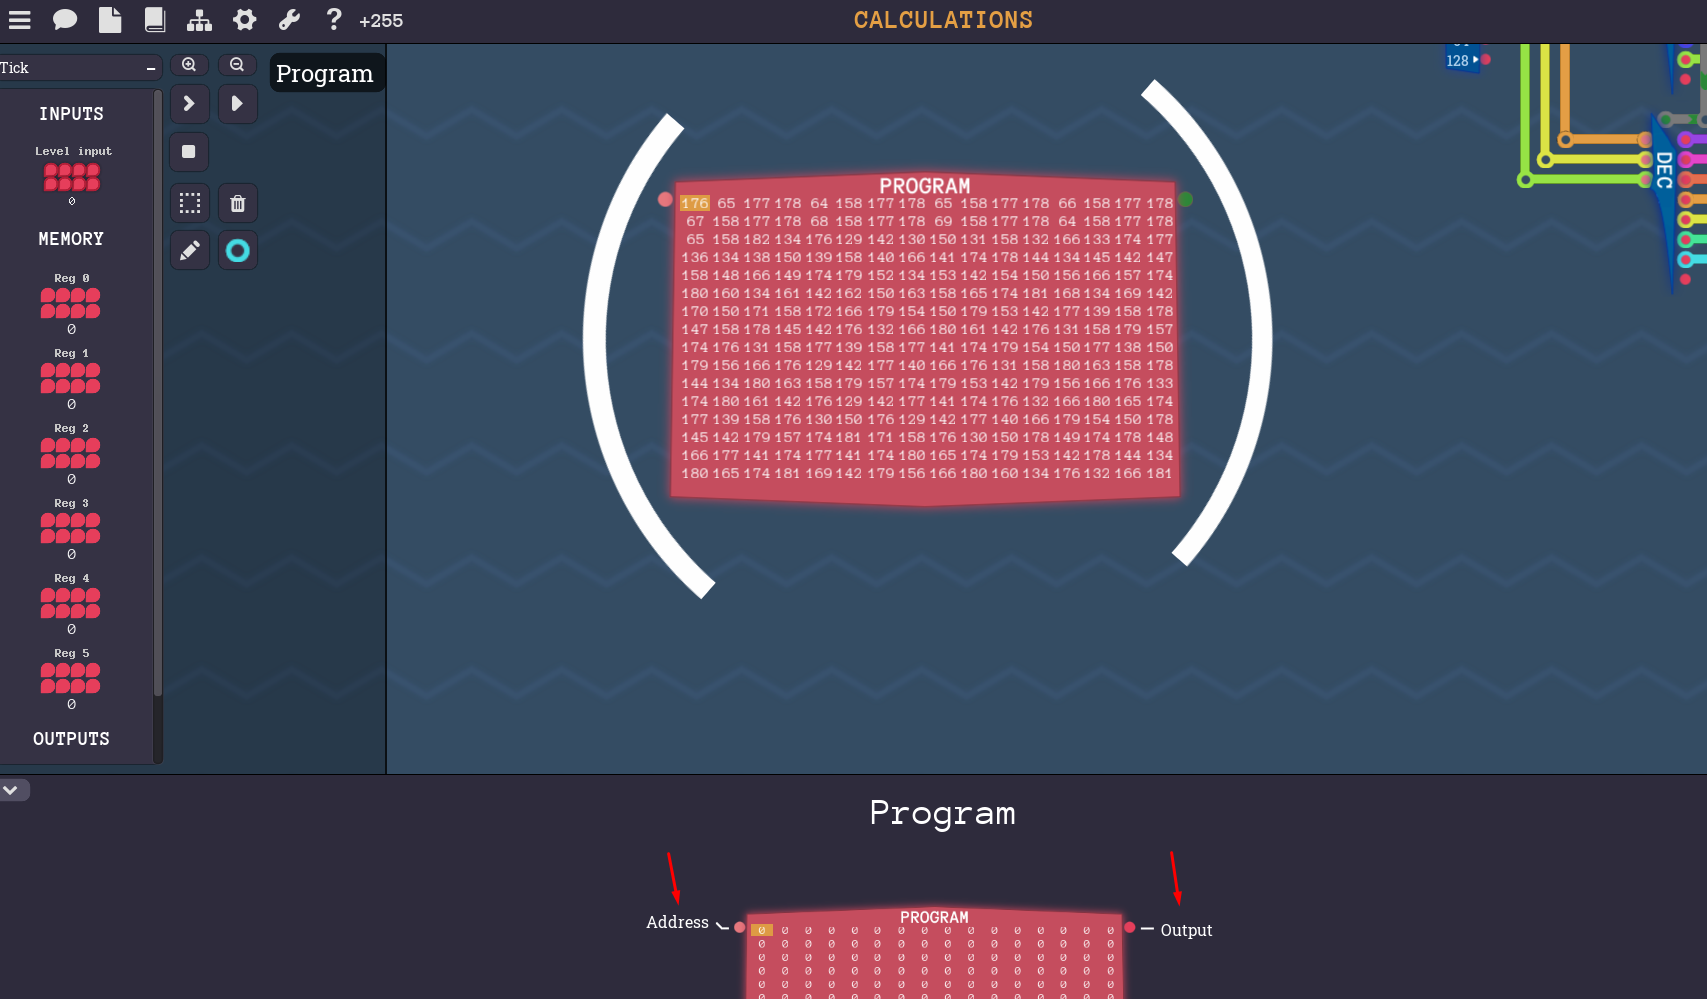 +255
CALCULATIONS
Tick
Program
INPUTS
Level input
0
MEMORY
Reg 0
0
Reg 1
0
Reg 2
0
Reg 3
0
Reg 4
0
Reg 5
0
OUTPUTS
128
DEC
PROGRAM
176 65 177 178 64 158 177 178 65 158 177 178 66 158 177 178
67 158 177 178 68 158 177 178 69 158 177 178 64 158 177 178
65 158 182 134 176 129 142 130 150 131 158 132 166 133 174 177
136 134 138 150 139 158 140 166 141 174 178 144 134 145 142 147
158 148 166 149 174 179 152 134 153 142 154 150 156 166 157 174
180 160 134 161 142 162 150 163 158 165 174 181 168 134 169 142
170 150 171 158 172 166 179 154 150 179 153 142 177 139 158 178
147 158 178 145 142 176 132 166 180 161 142 176 131 158 179 157
174 176 131 158 177 139 158 177 141 174 179 154 150 177 138 150
179 156 166 176 129 142 177 140 166 176 131 158 180 163 158 178
144 134 180 163 158 179 157 174 179 153 142 179 156 166 176 133
174 180 161 142 176 129 142 177 141 174 176 132 166 180 165 174
177 139 158 176 130 150 176 129 142 177 140 166 179 154 150 178
145 142 179 157 174 181 171 158 176 130 150 178 149 174 178 148
166 177 141 174 177 141 174 180 165 174 179 153 142 178 144 134
180 165 174 181 169 142 179 156 166 180 160 134 176 132 166 181
Program
Address
Output
PROGRAM
0 0 0 0 0 0 0 0 0 0 0 0 0 0 0 0
0 0 0 0 0 0 0 0 0 0 0 0 0 0 0 0
0 0 0 0 0 0 0 0 0 0 0 0 0 0 0 0
0 0 0 0 0 0 0 0 0 0 0 0 0 0 0 0
0 0 0 0 0 0 0 0 0 0 0 0 0 0 0 0
0 0 0 0 0 0 0 0 0 0 0 0 0 0 0 0